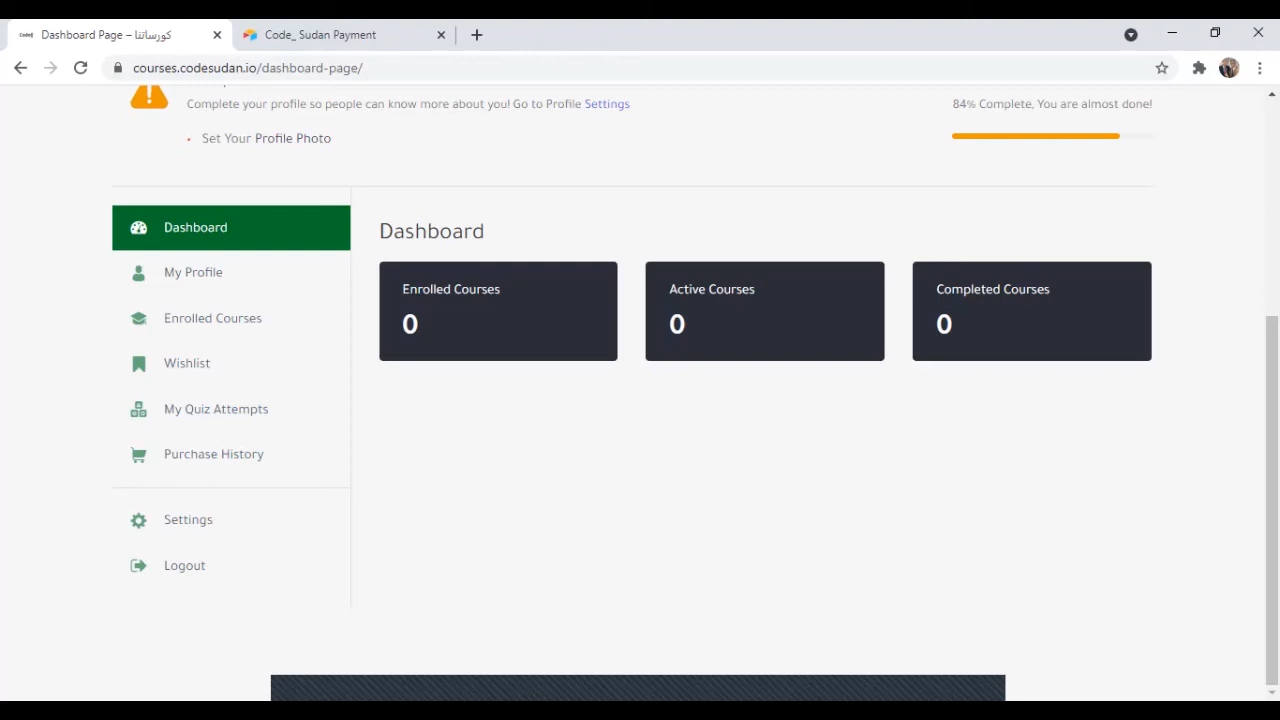 Dashboard Page – كورساتنا
Code_ Sudan Payment
courses.codesudan.io/dashboard-page/
Complete your profile so people can know more about you! Go to Profile Settings
84% Complete, You are almost done!
Set Your Profile Photo
Dashboard
My Profile
Enrolled Courses
Wishlist
My Quiz Attempts
Purchase History
Settings
Logout
Dashboard
Enrolled Courses
0
Active Courses
0
Completed Courses
0